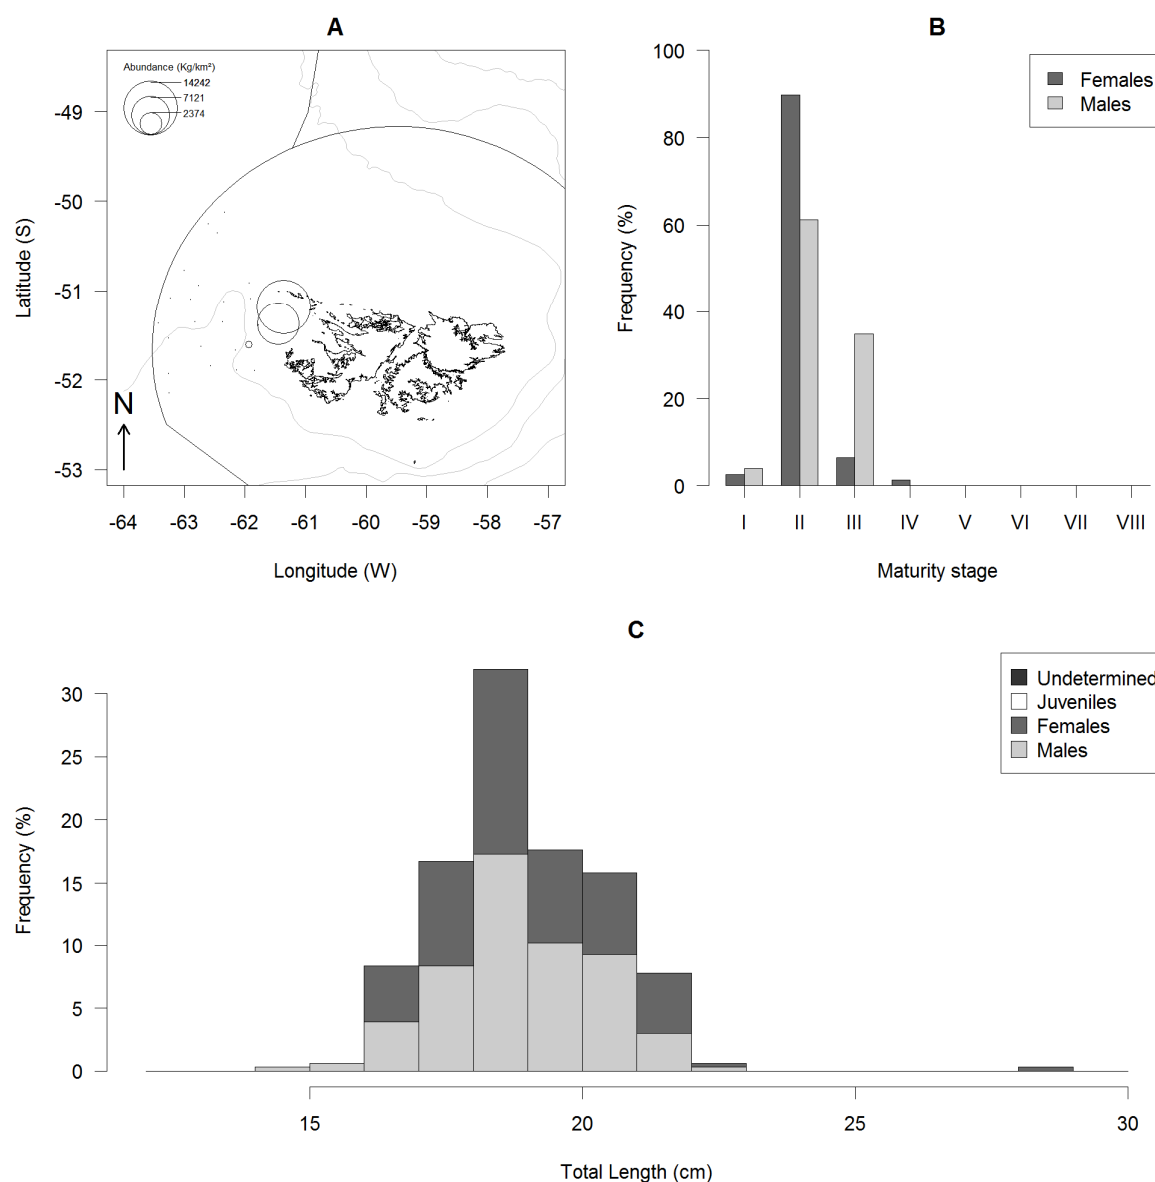 A
Abundance (Kg/km²)
14242
7121
2374
-49
-50
-51
-52
-53
Latitude (S)
N
-64 -63 -62 -61 -60 -59 -58 -57
Longitude (W)
B
100
80
60
40
20
0
Frequency (%)
Females
Males
I II III IV V VI VII VIII
Maturity stage
C
Undetermined
Juveniles
Females
Males
30
25
20
15
10
5
0
Frequency (%)
15 20 25 30
Total Length (cm)